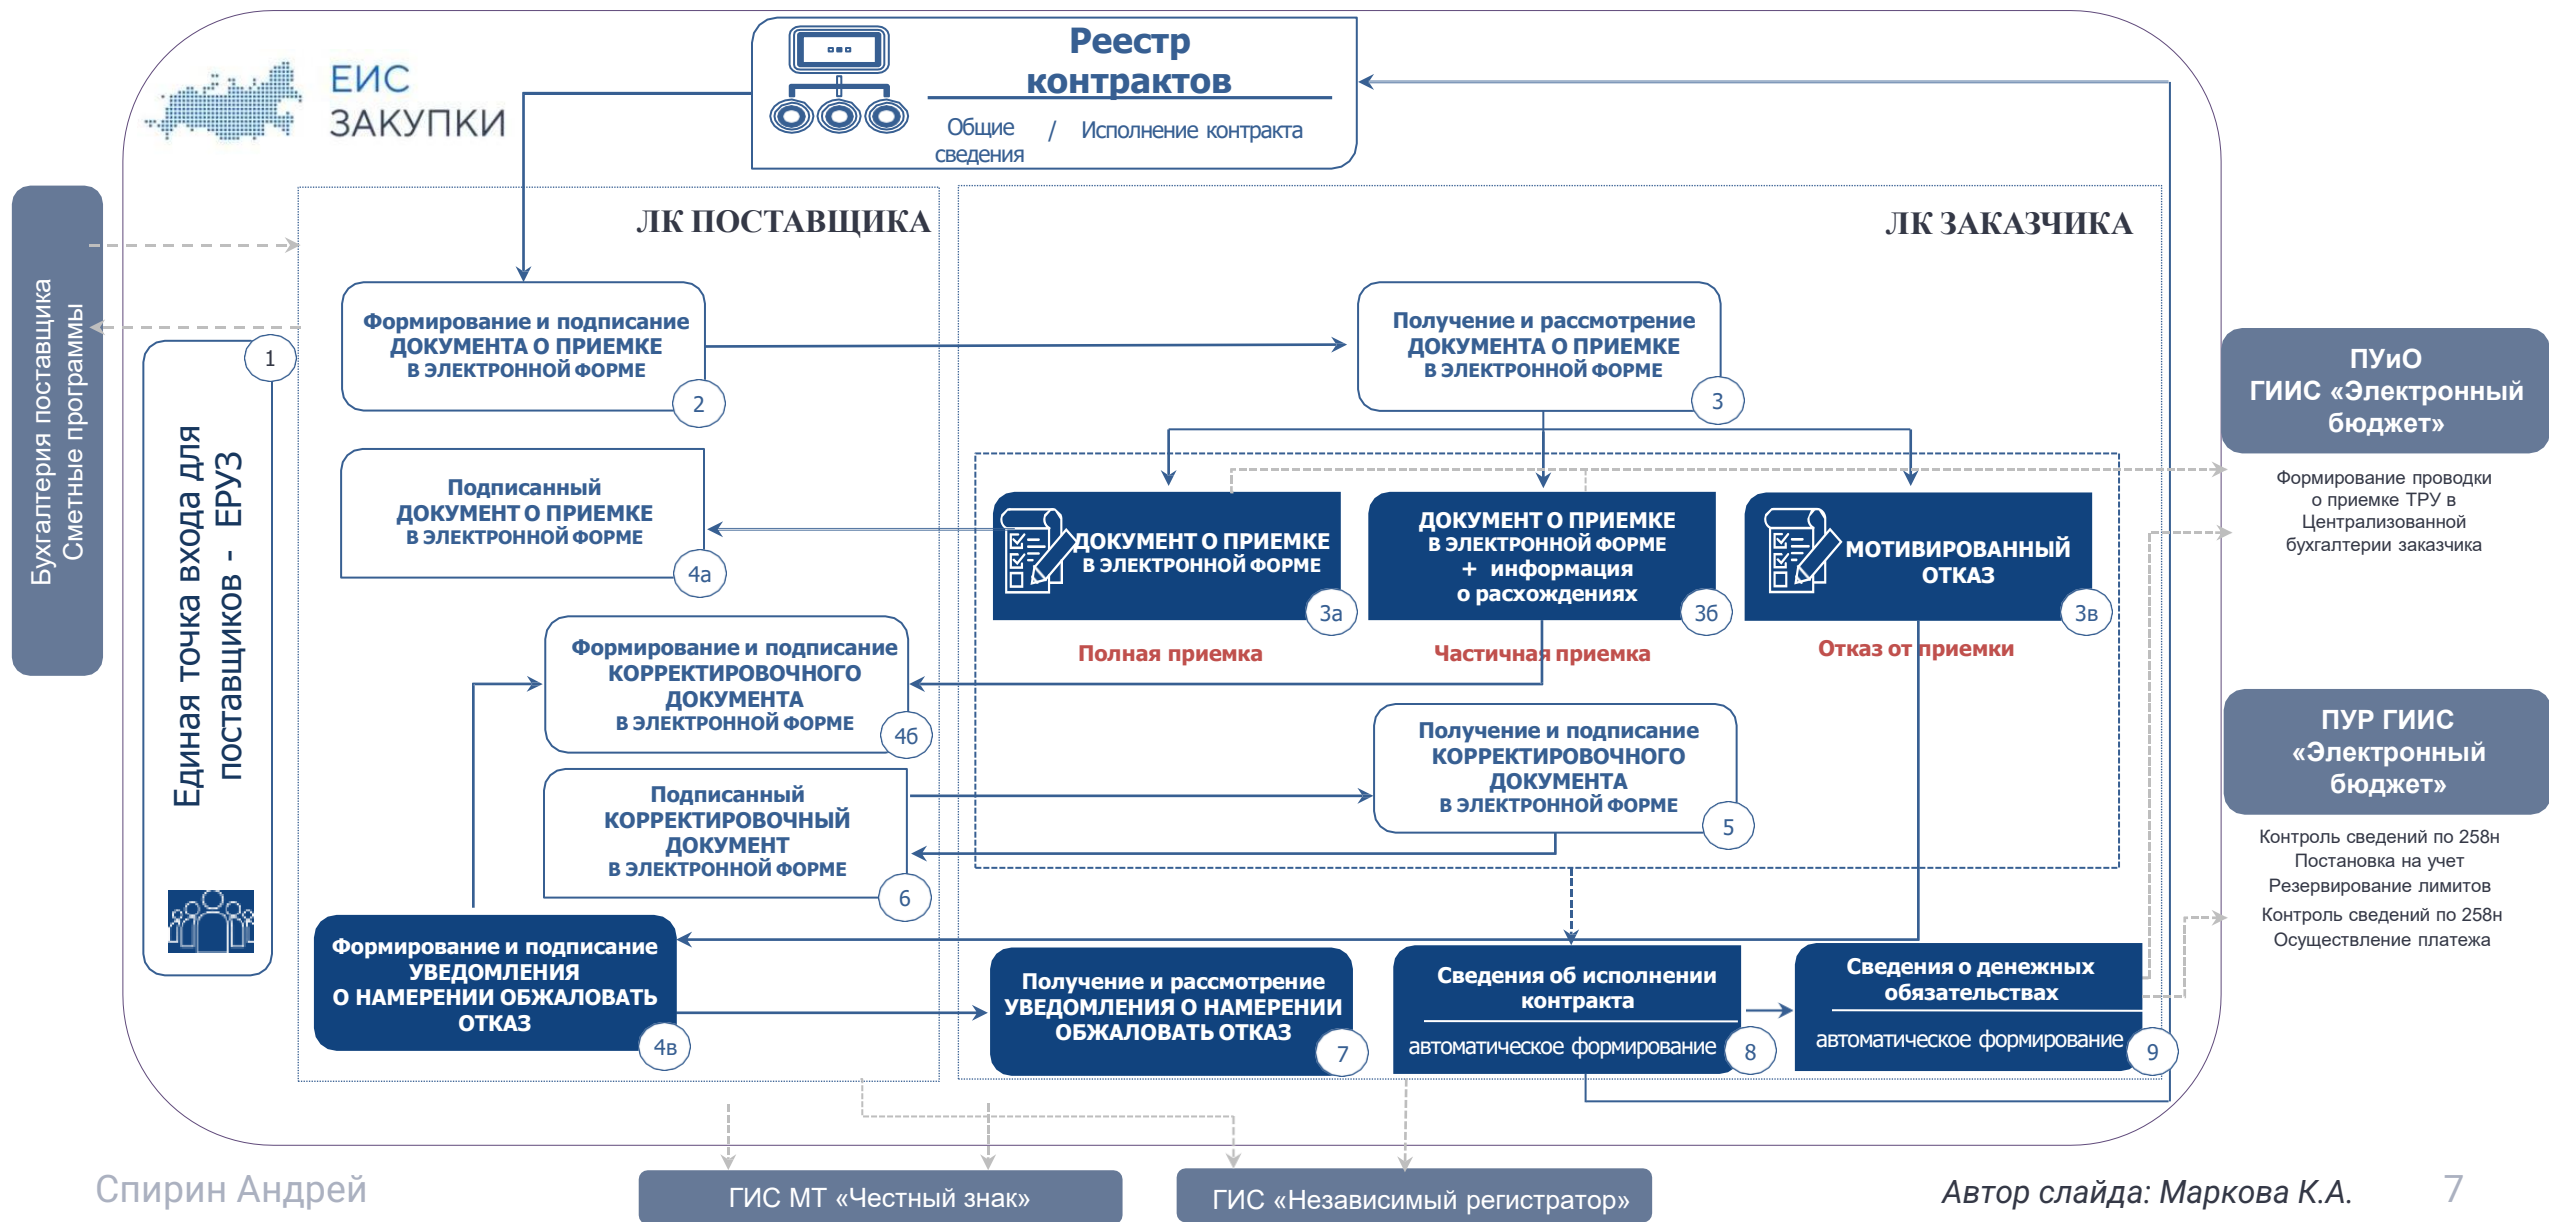 ЕИС
ЗАКУПКИ
Реестр
контрактов
Общие
сведения
/ Исполнение контракта
Бухгалтерия поставщика
Сметные программы
Единая точка входа для
поставщиков - ЕРУЗ
1
ЛК ПОСТАВЩИКА
Формирование и подписание
ДОКУМЕНТА О ПРИЕМКЕ
В ЭЛЕКТРОННОЙ ФОРМЕ
2
Подписанный
ДОКУМЕНТ О ПРИЕМКЕ
В ЭЛЕКТРОННОЙ ФОРМЕ
4а
Формирование и подписание
КОРРЕКТИРОВОЧНОГО
ДОКУМЕНТА
В ЭЛЕКТРОННОЙ ФОРМЕ
4б
Подписанный
КОРРЕКТИРОВОЧНЫЙ
ДОКУМЕНТ
В ЭЛЕКТРОННОЙ ФОРМЕ
6
Формирование и подписание
УВЕДОМЛЕНИЯ
О НАМЕРЕНИИ ОБЖАЛОВАТЬ
ОТКАЗ
4в
ЛК ЗАКАЗЧИКА
Получение и рассмотрение
ДОКУМЕНТА О ПРИЕМКЕ
В ЭЛЕКТРОННОЙ ФОРМЕ
3
ДОКУМЕНТ О ПРИЕМКЕ
В ЭЛЕКТРОННОЙ ФОРМЕ
3а
Полная приемка
ДОКУМЕНТ О ПРИЕМКЕ
В ЭЛЕКТРОННОЙ ФОРМЕ
+ информация
о расхождениях
3б
Частичная приемка
МОТИВИРОВАННЫЙ
ОТКАЗ
3в
Отказ от приемки
Получение и подписание
КОРРЕКТИРОВОЧНОГО
ДОКУМЕНТА
В ЭЛЕКТРОННОЙ ФОРМЕ
5
Получение и рассмотрение
УВЕДОМЛЕНИЯ О НАМЕРЕНИИ
ОБЖАЛОВАТЬ ОТКАЗ
7
Сведения об исполнении
контракта
автоматическое формирование
8
Сведения о денежных
обязательствах
автоматическое формирование
9
ПУиО
ГИИС «Электронный
бюджет»
Формирование проводки
о приемке ТРУ в
Централизованной
бухгалтерии заказчика
ПУР ГИИС
«Электронный
бюджет»
Контроль сведений по 258н
Постановка на учет
Резервирование лимитов
Контроль сведений по 258н
Осуществление платежа
Спирин Андрей
ГИС МТ «Честный знак»
ГИС «Независимый регистратор»
Автор слайда: Маркова К.А.
7